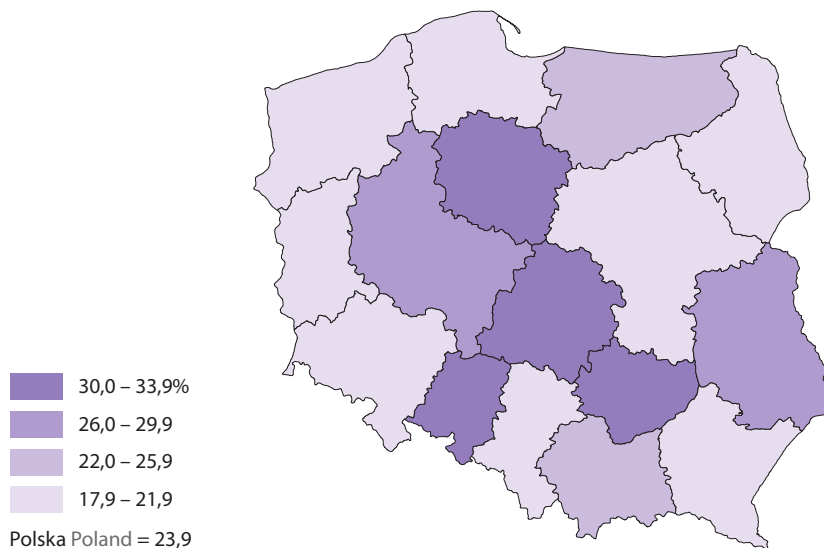 30,0 – 33,9%
26,0 – 29,9
22,0 – 25,9
17,9 – 21,9
Polska Poland = 23,9